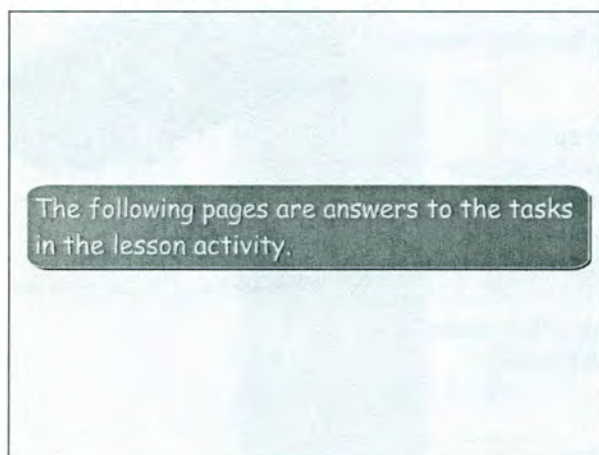 The following pages are answers to the tasks
in the lesson activity.